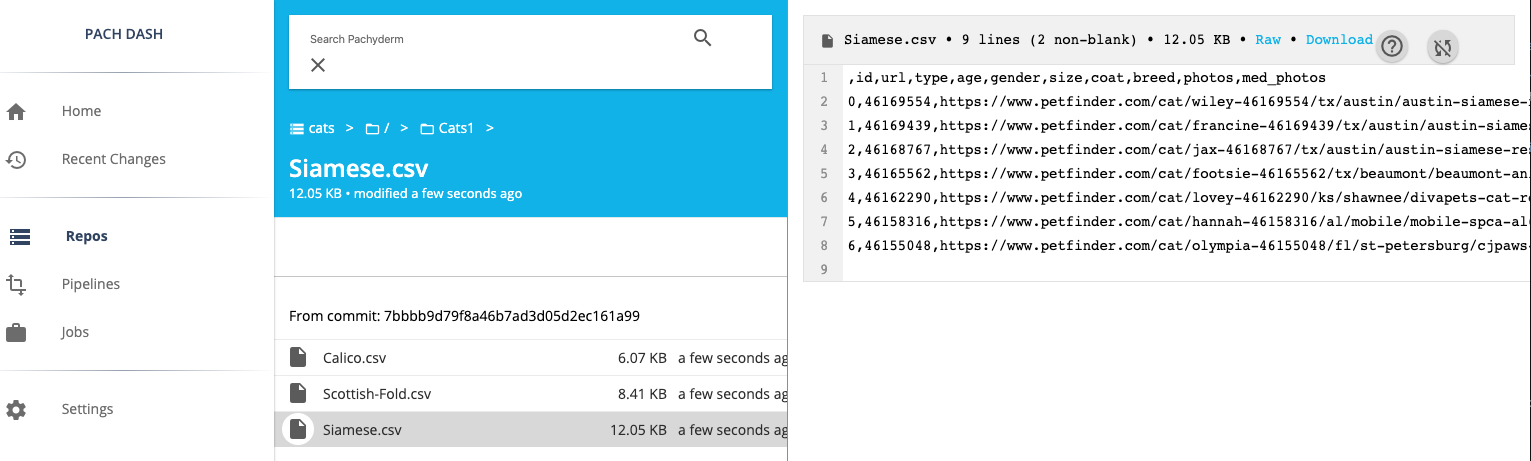 PACH DASH
Home
Recent Changes
Repos
Pipelines
Jobs
Settings
Search Pachyderm
cats > / > Cats1 >
Siamese.csv
12.05 KB • modified a few seconds ago
From commit: 7bbbb9d79f8a46b7ad3d05d2ec161a99
Calico.csv 6.07 KB a few seconds ag
Scottish-Fold.csv 8.41 KB a few seconds ag
Siamese.csv 12.05 KB a few seconds ag
Siamese.csv • 9 lines (2 non-blank) • 12.05 KB • Raw • Download
1 ,id,url,type,age,gender,size,coat,breed,photos,med_photos
2 0,46169554,https://www.petfinder.com/cat/wiley-46169554/tx/austin/austin-siamese-
3 1,46169439,https://www.petfinder.com/cat/francine-46169439/tx/austin/austin-siame
4 2,46168767,https://www.petfinder.com/cat/jax-46168767/tx/austin/austin-siamese-re
5 3,46165562,https://www.petfinder.com/cat/footsie-46165562/tx/beaumont/beaumont-an
6 4,46162290,https://www.petfinder.com/cat/lovey-46162290/ks/shawnee/divapets-cat-r
7 5,46158316,https://www.petfinder.com/cat/hannah-46158316/al/mobile/mobile-spca-al
8 6,46155048,https://www.petfinder.com/cat/olympia-46155048/fl/st-petersburg/cjpaws-
9